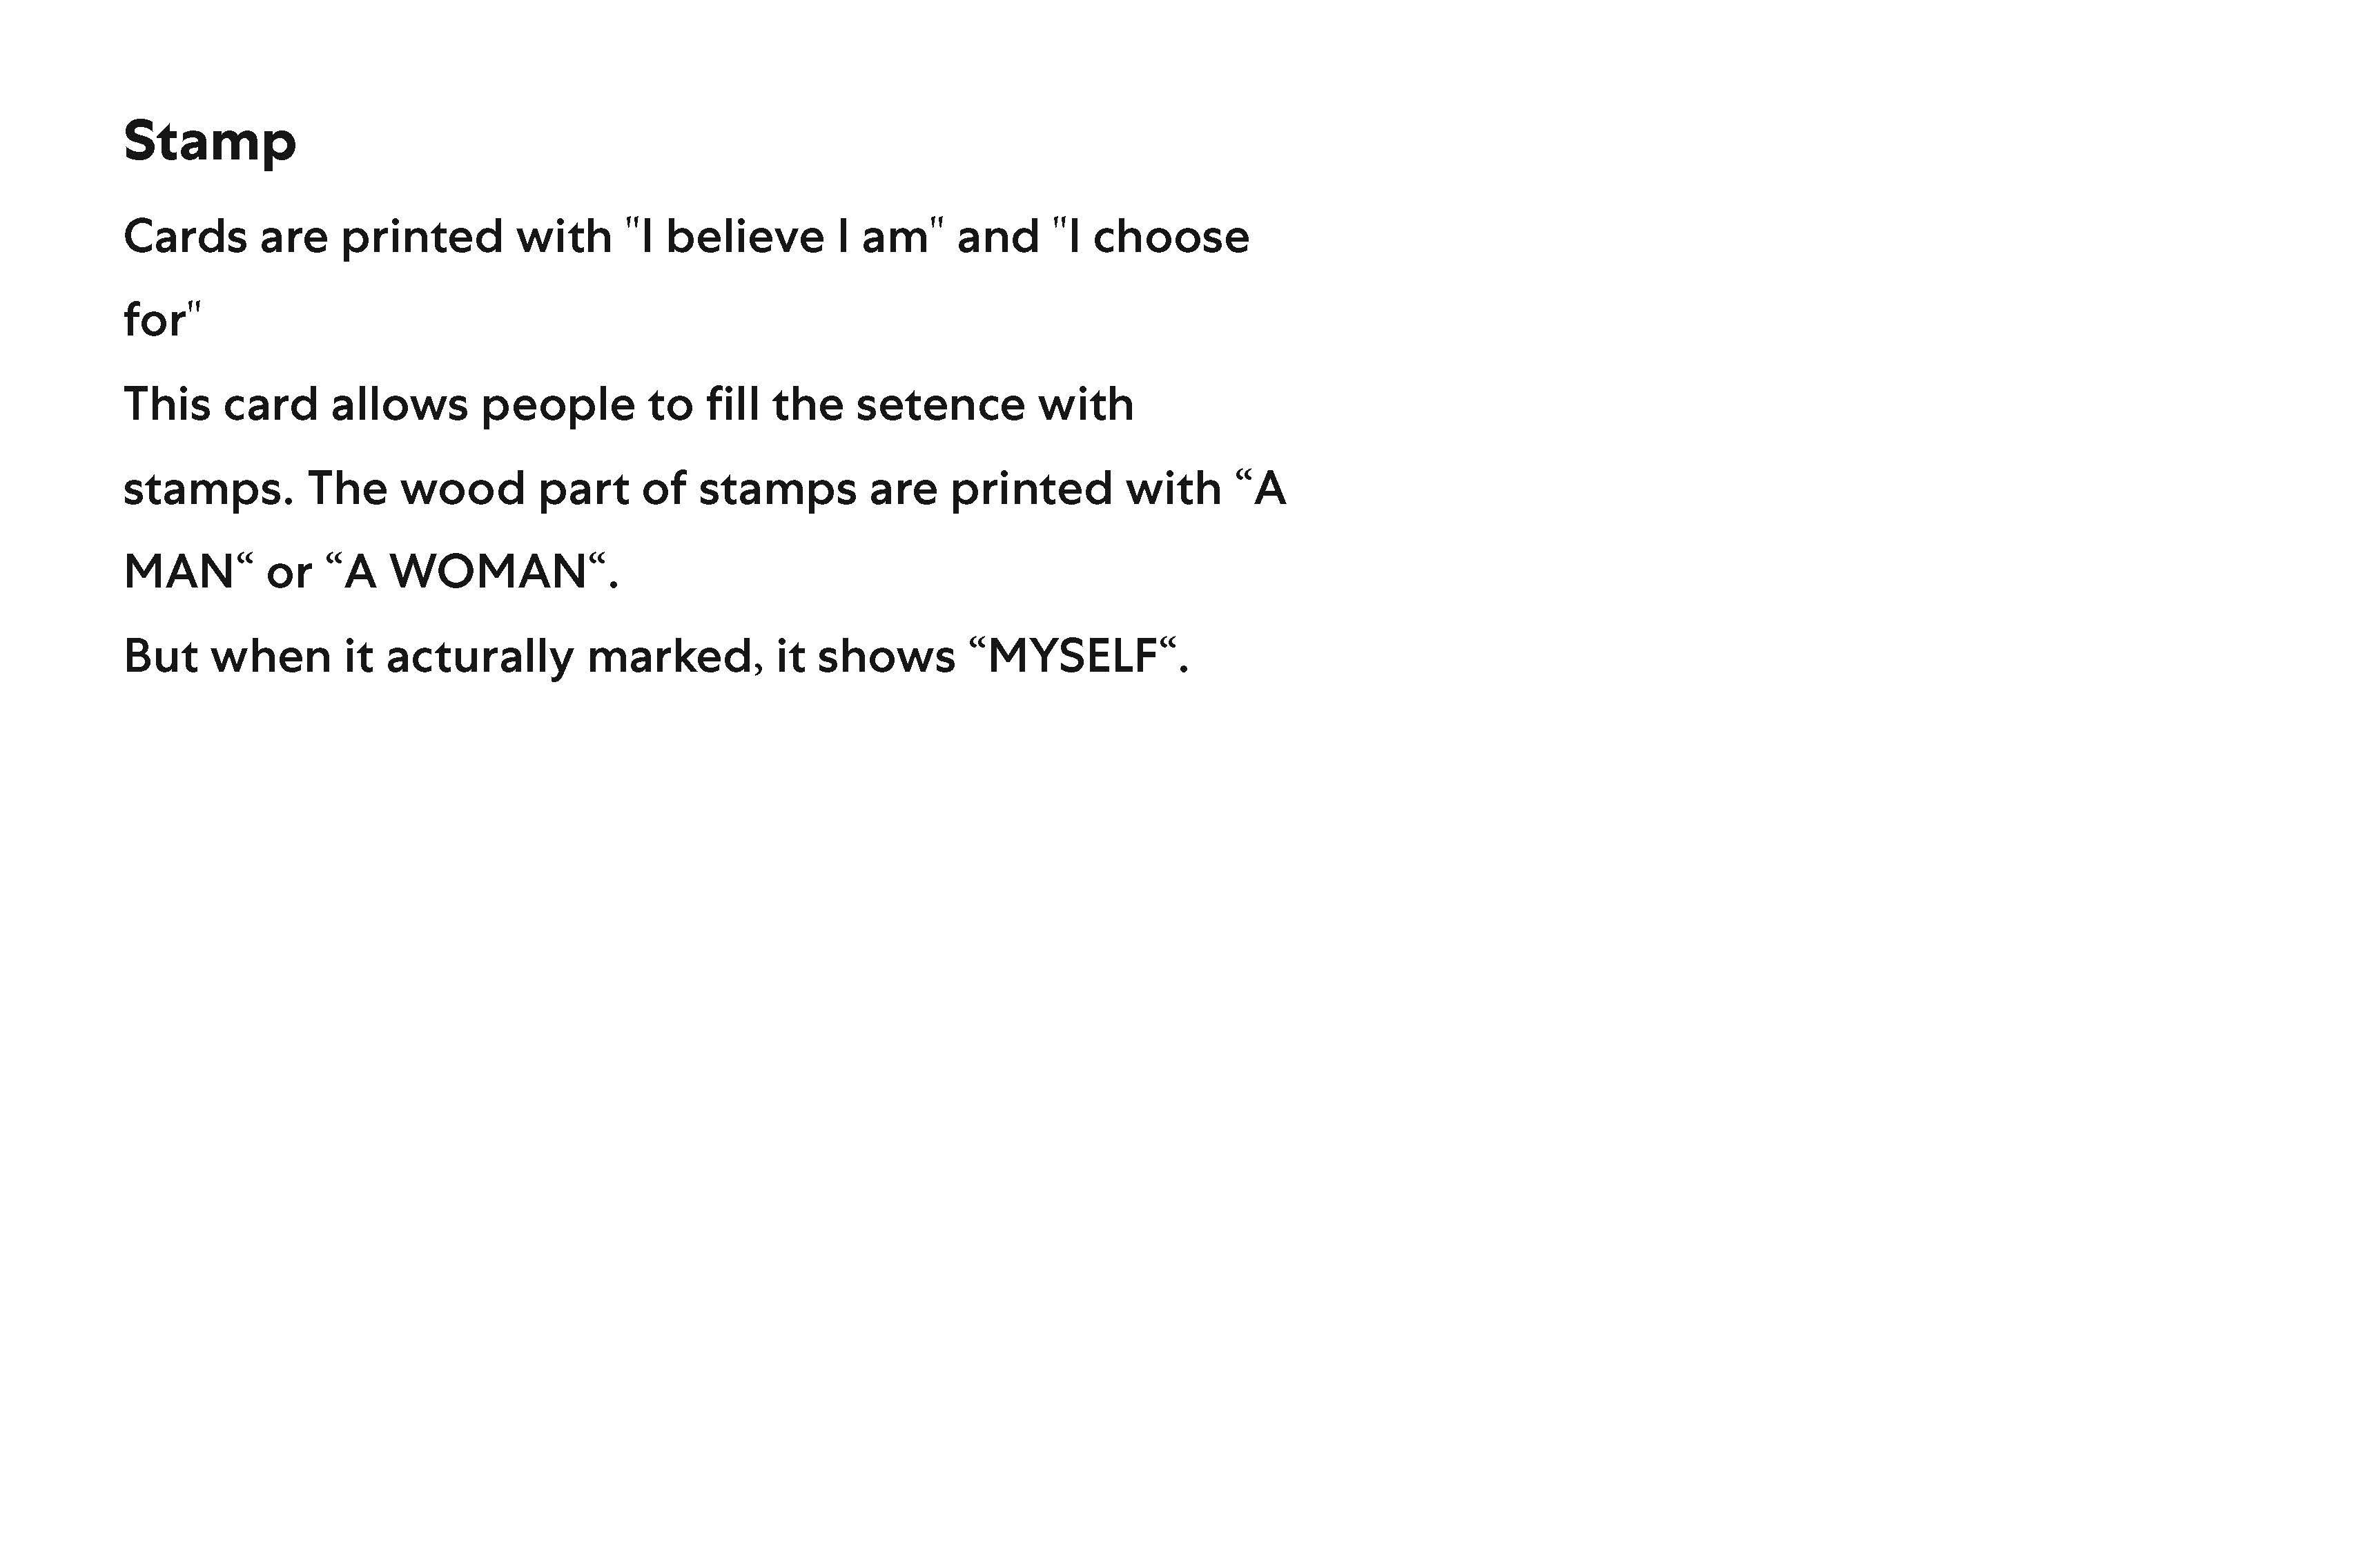 Stamp
Cards are printed with "I believe I am" and "I choose
for"
This card allows people to fill the setence with
stamps. The wood part of stamps are printed with “A
MAN“ or “A WOMAN“.
But when it acturally marked, it shows “MYSELF“.